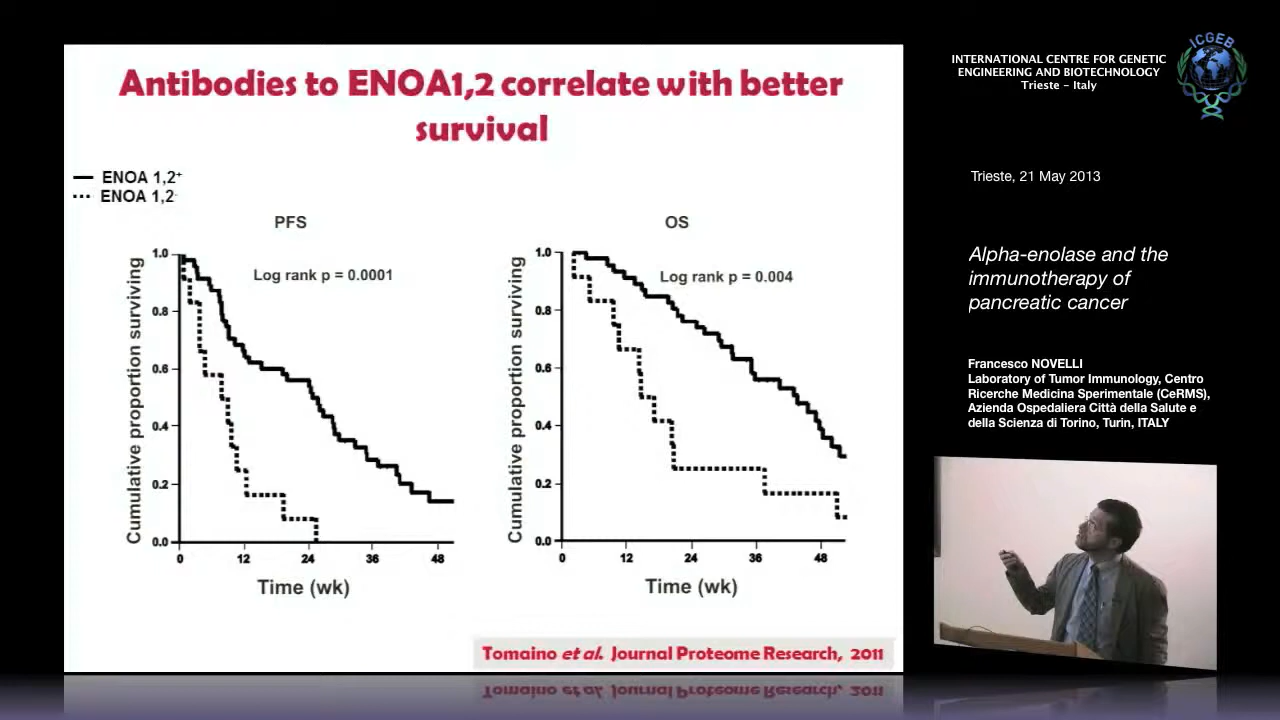 Antibodies to ENOA1,2 correlate with better
survival
ENOA 1,2⁺
ENOA 1,2⁻
PFS
Log rank p = 0.0001
Cumulative proportion surviving
1.0
0.8
0.6
0.4
0.2
0.0
0 12 24 36 48
Time (wk)
OS
Log rank p = 0.004
Cumulative proportion surviving
1.0
0.8
0.6
0.4
0.2
0.0
0 12 24 36 48
Time (wk)
Tomaino et al. Journal Proteome Research, 2011
INTERNATIONAL CENTRE FOR GENETIC
ENGINEERING AND BIOTECHNOLOGY
Trieste - Italy
ICGEB
Trieste, 21 May 2013
Alpha-enolase and the
immunotherapy of
pancreatic cancer
Francesco NOVELLI
Laboratory of Tumor Immunology, Centro
Ricerche Medicina Sperimentale (CeRMS),
Azienda Ospedaliera Città della Salute e
della Scienza di Torino, Turin, ITALY